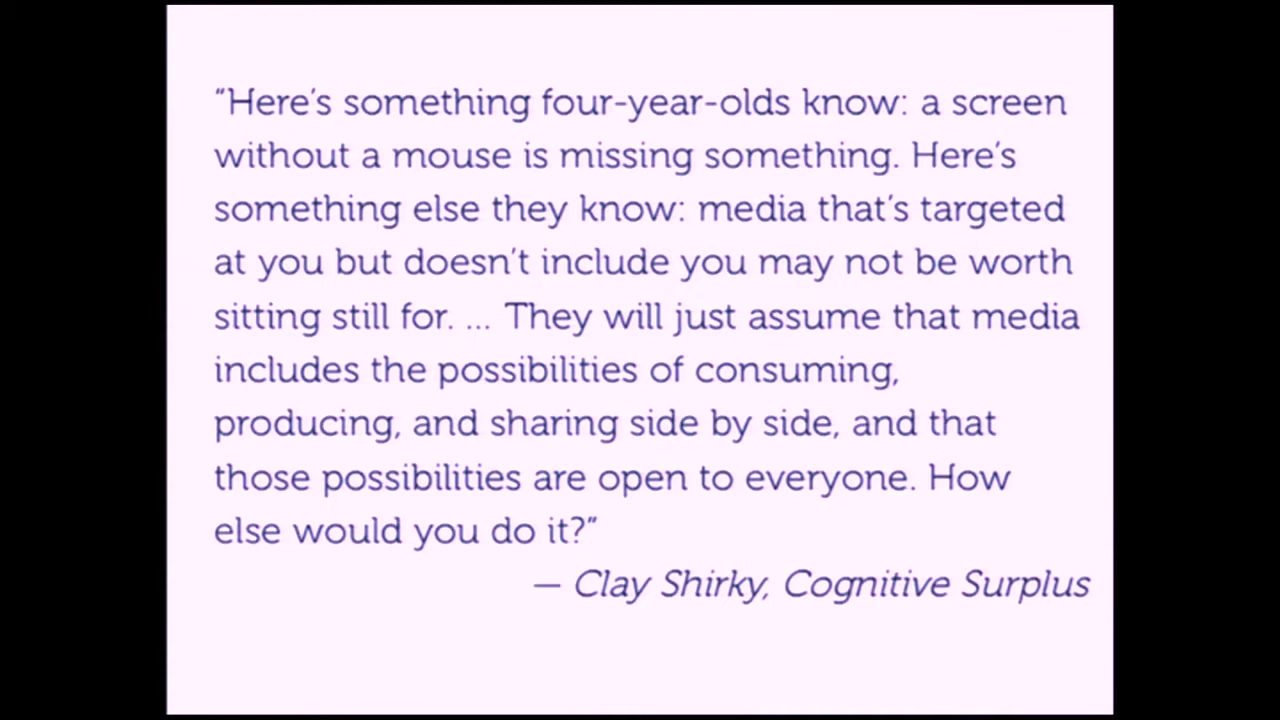 “Here’s something four-year-olds know: a screen
without a mouse is missing something. Here’s
something else they know: media that’s targeted
at you but doesn’t include you may not be worth
sitting still for. ... They will just assume that media
includes the possibilities of consuming,
producing, and sharing side by side, and that
those possibilities are open to everyone. How
else would you do it?”
— Clay Shirky, Cognitive Surplus